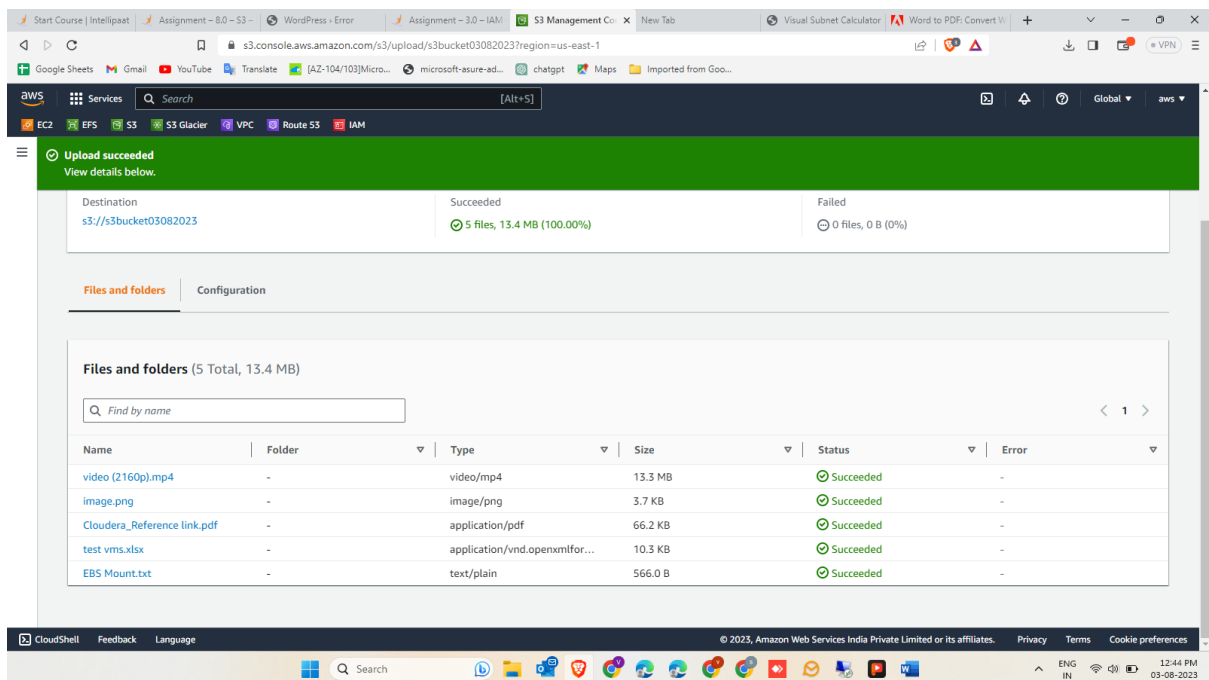 Start Course | Intellipaat
Assignment – 8.0 – S3 –
WordPress › Error
Assignment – 3.0 – IAM
S3 Management Co
New Tab
Visual Subnet Calculator
Word to PDF: Convert W
s3.console.aws.amazon.com/s3/upload/s3bucket03082023?region=us-east-1
VPN
Google Sheets
Gmail
YouTube
Translate
[AZ-104/103]Micro...
microsoft-asure-ad...
chatgpt
Maps
Imported from Goo...
aws
Services
Search
[Alt+S]
Global
aws
EC2
EFS
S3
S3 Glacier
VPC
Route 53
IAM
Upload succeeded
View details below.
Destination
Succeeded
Failed
s3://s3bucket03082023
5 files, 13.4 MB (100.00%)
0 files, 0 B (0%)
Files and folders
Configuration
Files and folders (5 Total, 13.4 MB)
Find by name
1
Name Folder Type Size Status Error
video (2160p).mp4 - video/mp4 13.3 MB Succeeded -
image.png - image/png 3.7 KB Succeeded -
Cloudera_Reference link.pdf - application/pdf 66.2 KB Succeeded -
test vms.xlsx - application/vnd.openxmlfor... 10.3 KB Succeeded -
EBS Mount.txt - text/plain 566.0 B Succeeded -
CloudShell
Feedback
Language
© 2023, Amazon Web Services India Private Limited or its affiliates.
Privacy
Terms
Cookie preferences
Search
ENG
IN
12:44 PM
03-08-2023